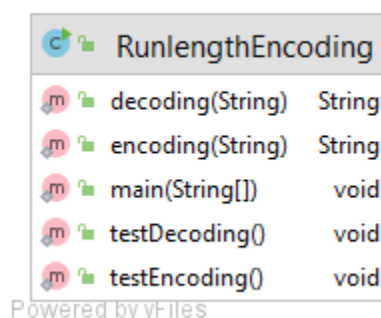 C RunlengthEncoding
m decoding(String) String
m encoding(String) String
m main(String[]) void
m testDecoding() void
m testEncoding() void
Powered by yFiles